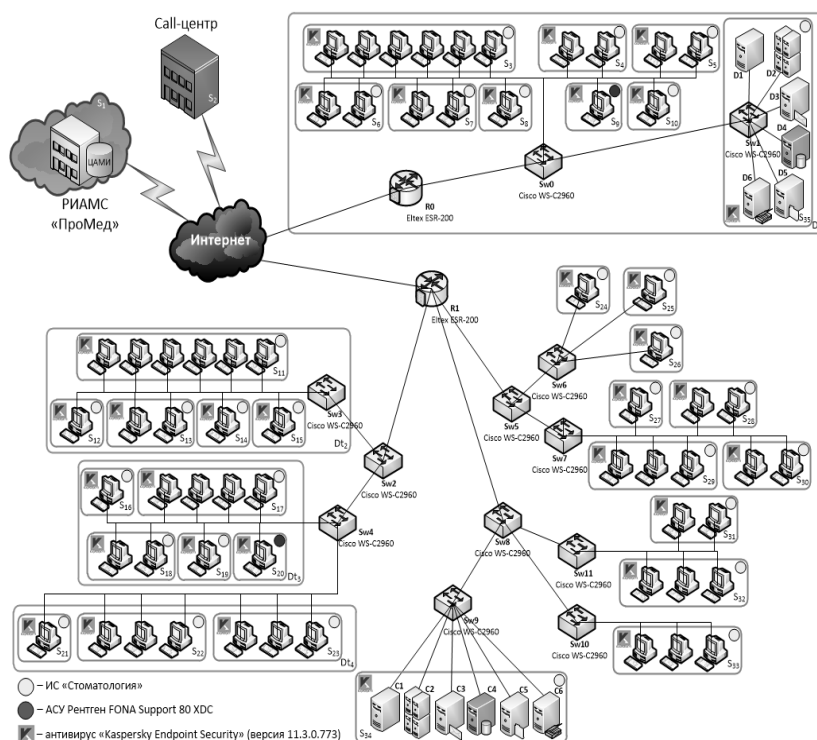 Call-центр
S2
S1
ЦАМИ
РИАМС
«ПроМед»
Интернет
S3
S4
S5
S6
S7
S8
S9
S10
D1
D2
D3
D4
D5
D6
S35
Sw1
Cisco WS-C2960
Sw0
Cisco WS-C2960
R0
Eltex ESR-200
R1
Eltex ESR-200
S11
S12
S13
S14
S15
Sw3
Cisco WS-C2960
Dt2
Sw2
Cisco WS-C2960
S16
S17
S18
S19
S20
Dt3
Sw4
Cisco WS-C2960
S21
S22
S23
Dt4
S24
S25
S26
Sw6
Cisco WS-C2960
Sw5
Cisco WS-C2960
Sw7
Cisco WS-C2960
S27
S28
S29
S30
Sw8
Cisco WS-C2960
Sw11
Cisco WS-C2960
S31
S32
Sw9
Cisco WS-C2960
Sw10
Cisco WS-C2960
S33
C1
C2
C3
C4
C5
C6
S34
– ИС «Стоматология»
– АСУ Рентген FONA Support 80 XDC
– антивирус «Kaspersky Endpoint Security» (версия 11.3.0.773)